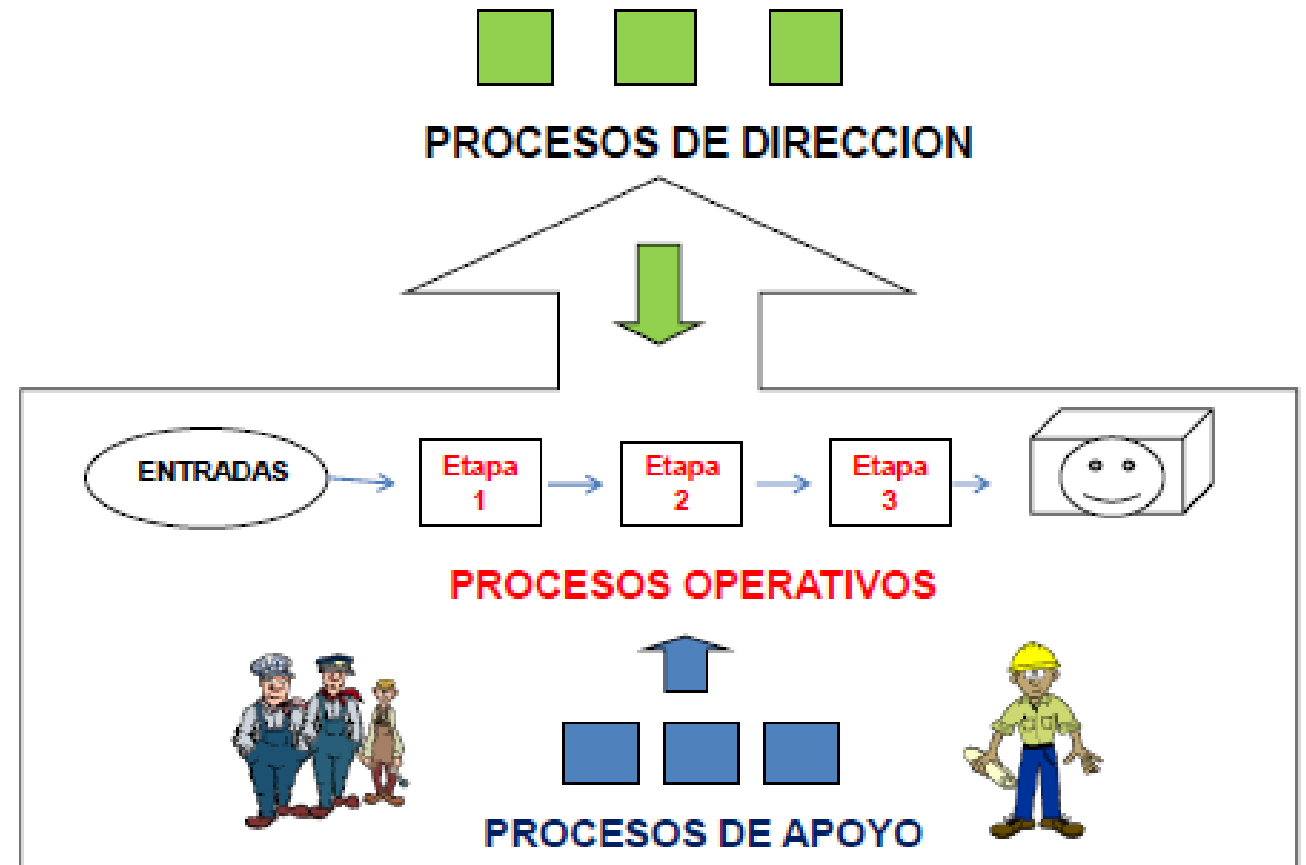 PROCESOS DE DIRECCION
ENTRADAS
Etapa
1
Etapa
2
Etapa
3
PROCESOS OPERATIVOS
PROCESOS DE APOYO